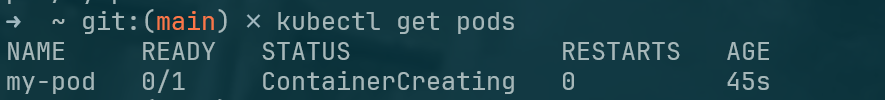 ➜  ~ git:(main) × kubectl get pods
NAME     READY   STATUS              RESTARTS   AGE
my-pod   0/1     ContainerCreating   0          45s